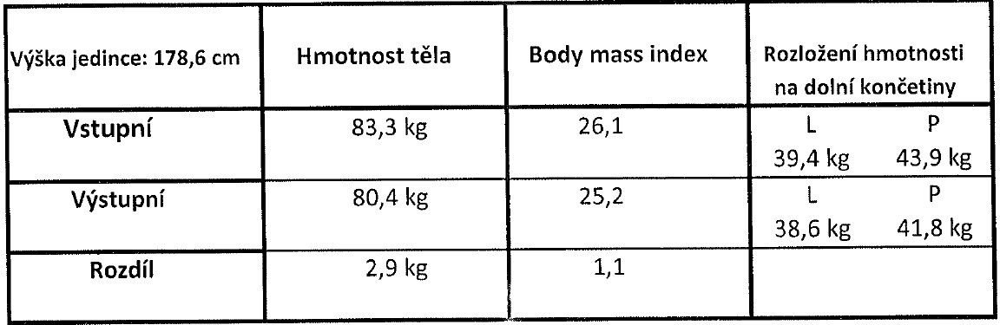 Výška jedince: 178,6 cm Hmotnost těla Body mass index Rozložení hmotnosti
na dolní končetiny
Vstupní 83,3 kg 26,1 L P
39,4 kg 43,9 kg
Výstupní 80,4 kg 25,2 L P
38,6 kg 41,8 kg
Rozdíl 2,9 kg 1,1